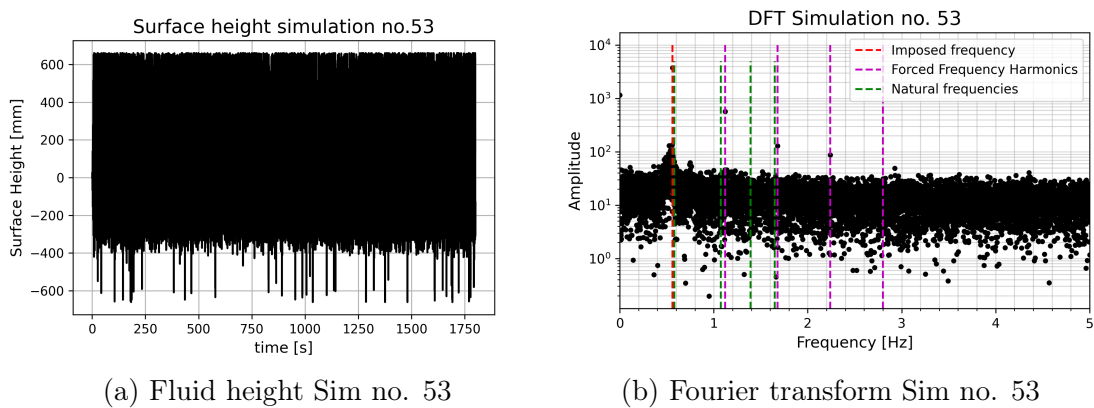 Surface height simulation no.53
Surface Height [mm]
600
400
200
0
−200
−400
−600
0 250 500 750 1000 1250 1500 1750
time [s]
(a) Fluid height Sim no. 53
DFT Simulation no. 53
Imposed frequency
Forced Frequency Harmonics
Natural frequencies
Amplitude
10⁴
10³
10²
10¹
10⁰
0 1 2 3 4 5
Frequency [Hz]
(b) Fourier transform Sim no. 53